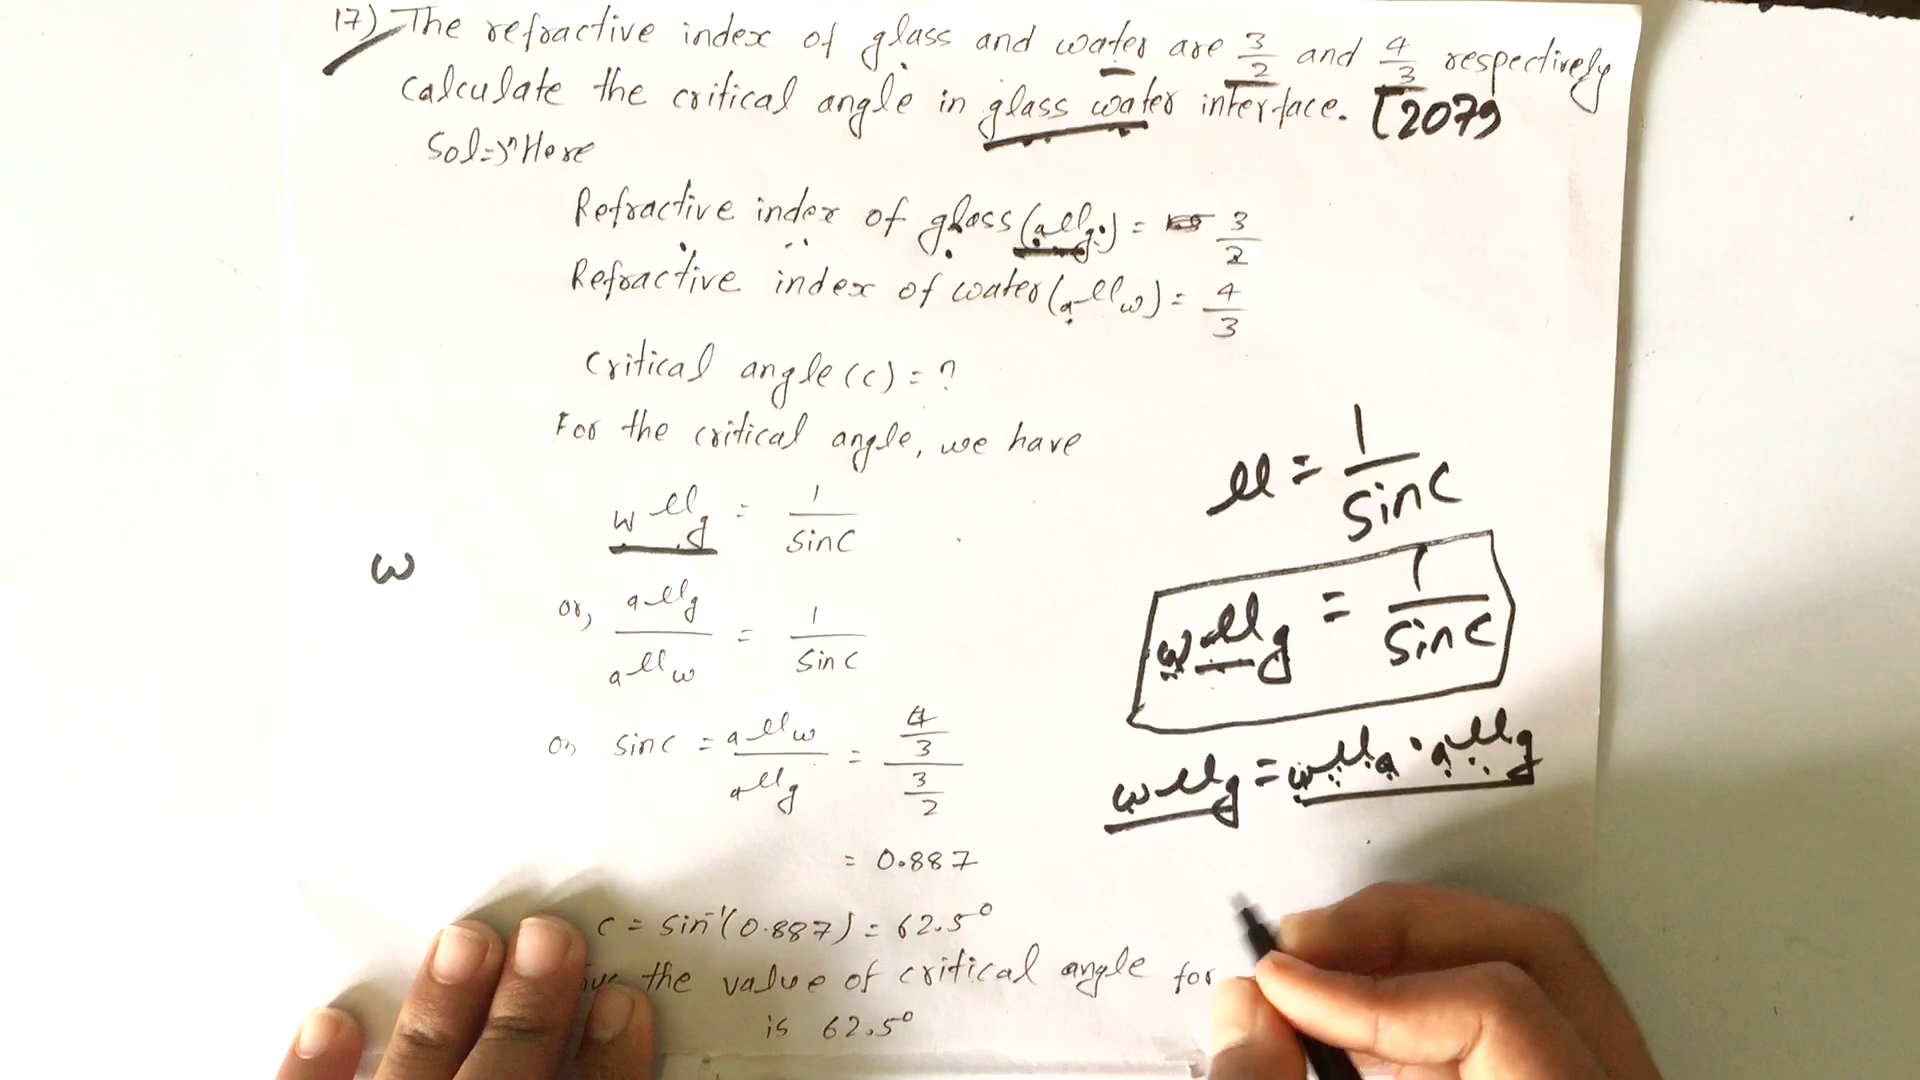 17) The refractive index of glass and water are 3/2 and 4/3 respectively
calculate the critical angle in glass water interface. [2079
Solⁿ Here
Refractive index of glass (aμg) = 3/2
Refractive index of water (aμw) = 4/3
Critical angle (c) = ?
For the critical angle, we have
wμg = 1/sinc
or, aμg/aμw = 1/sinc
or sinc = aμw/aμg = 4/3 / 3/2
= 0.887
c = sin⁻¹(0.887) = 62.5°
the value of critical angle for
is 62.5°
w
μ = 1/sinc
wμg = 1/sinc
wμg = wμa · aμg